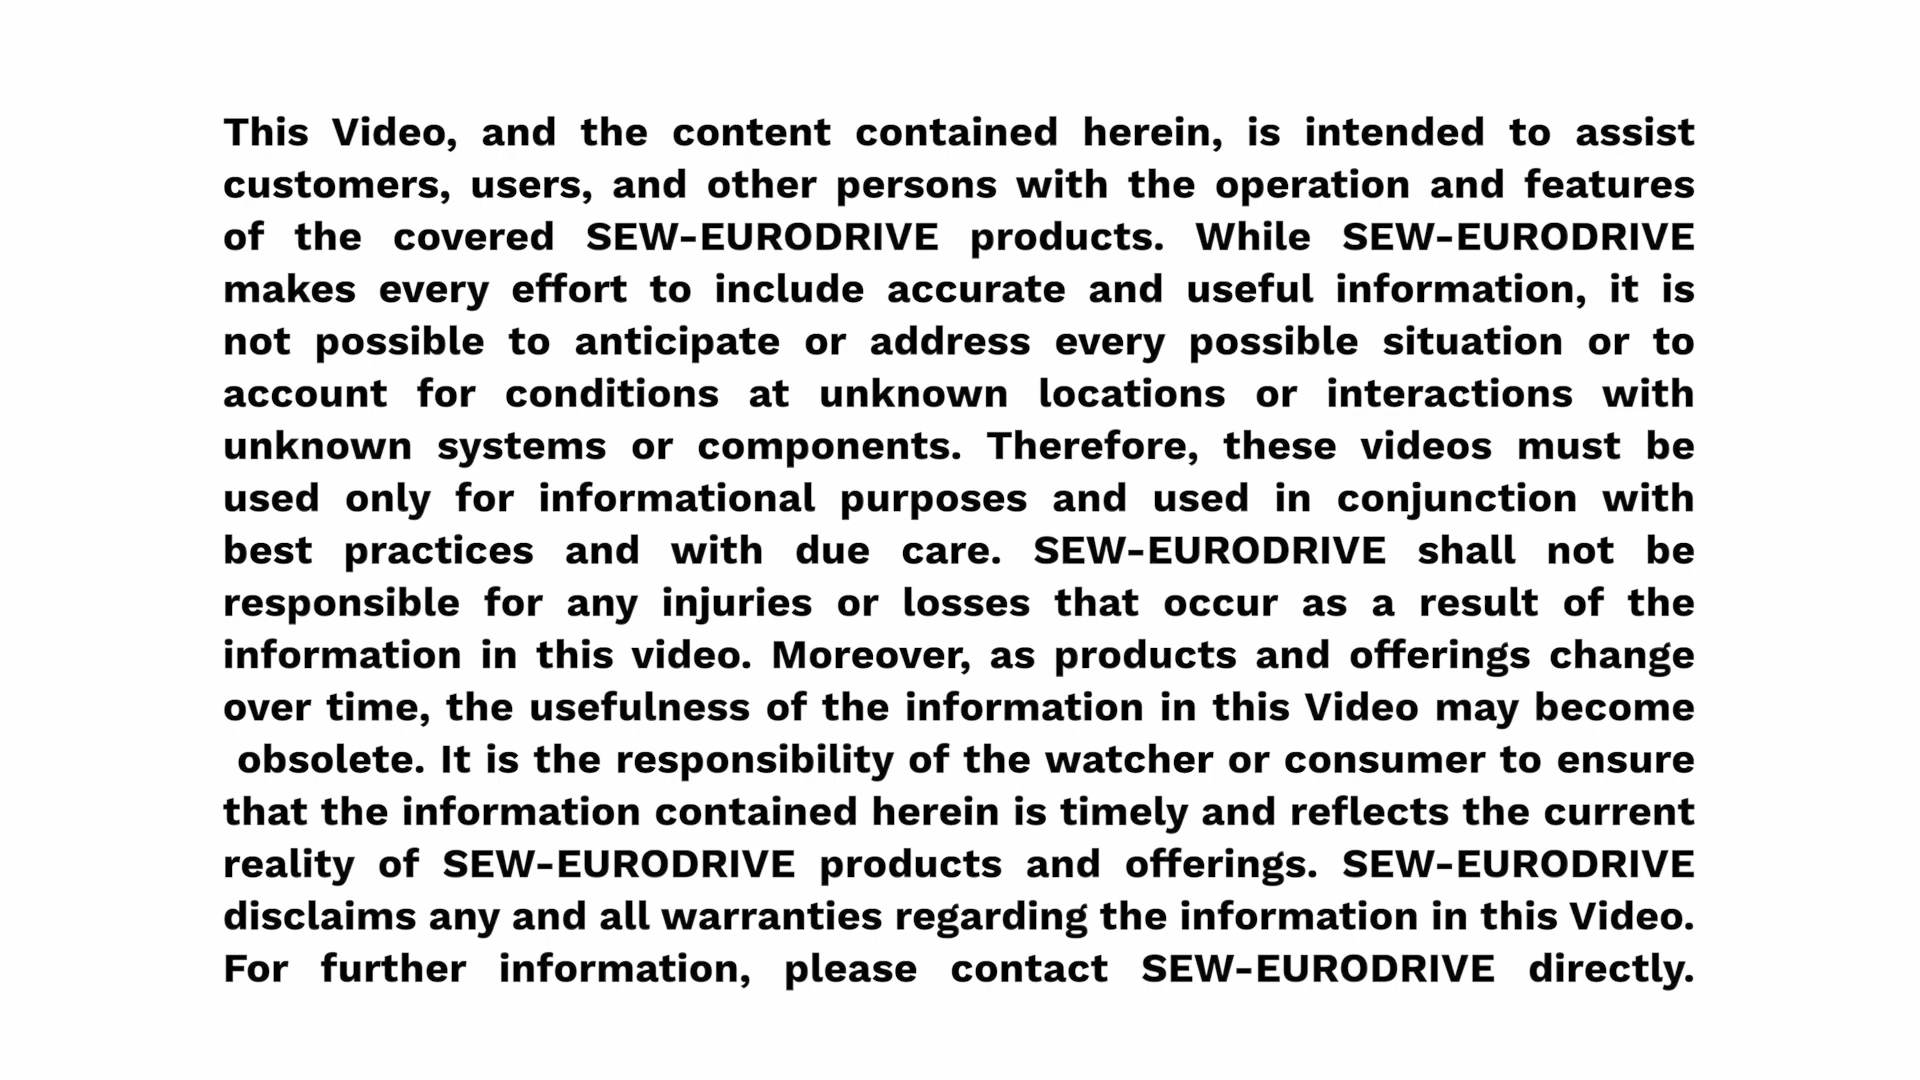 This Video, and the content contained herein, is intended to assist
customers, users, and other persons with the operation and features
of the covered SEW-EURODRIVE products. While SEW-EURODRIVE
makes every effort to include accurate and useful information, it is
not possible to anticipate or address every possible situation or to
account for conditions at unknown locations or interactions with
unknown systems or components. Therefore, these videos must be
used only for informational purposes and used in conjunction with
best practices and with due care. SEW-EURODRIVE shall not be
responsible for any injuries or losses that occur as a result of the
information in this video. Moreover, as products and offerings change
over time, the usefulness of the information in this Video may become
obsolete. It is the responsibility of the watcher or consumer to ensure
that the information contained herein is timely and reflects the current
reality of SEW-EURODRIVE products and offerings. SEW-EURODRIVE
disclaims any and all warranties regarding the information in this Video.
For further information, please contact SEW-EURODRIVE directly.